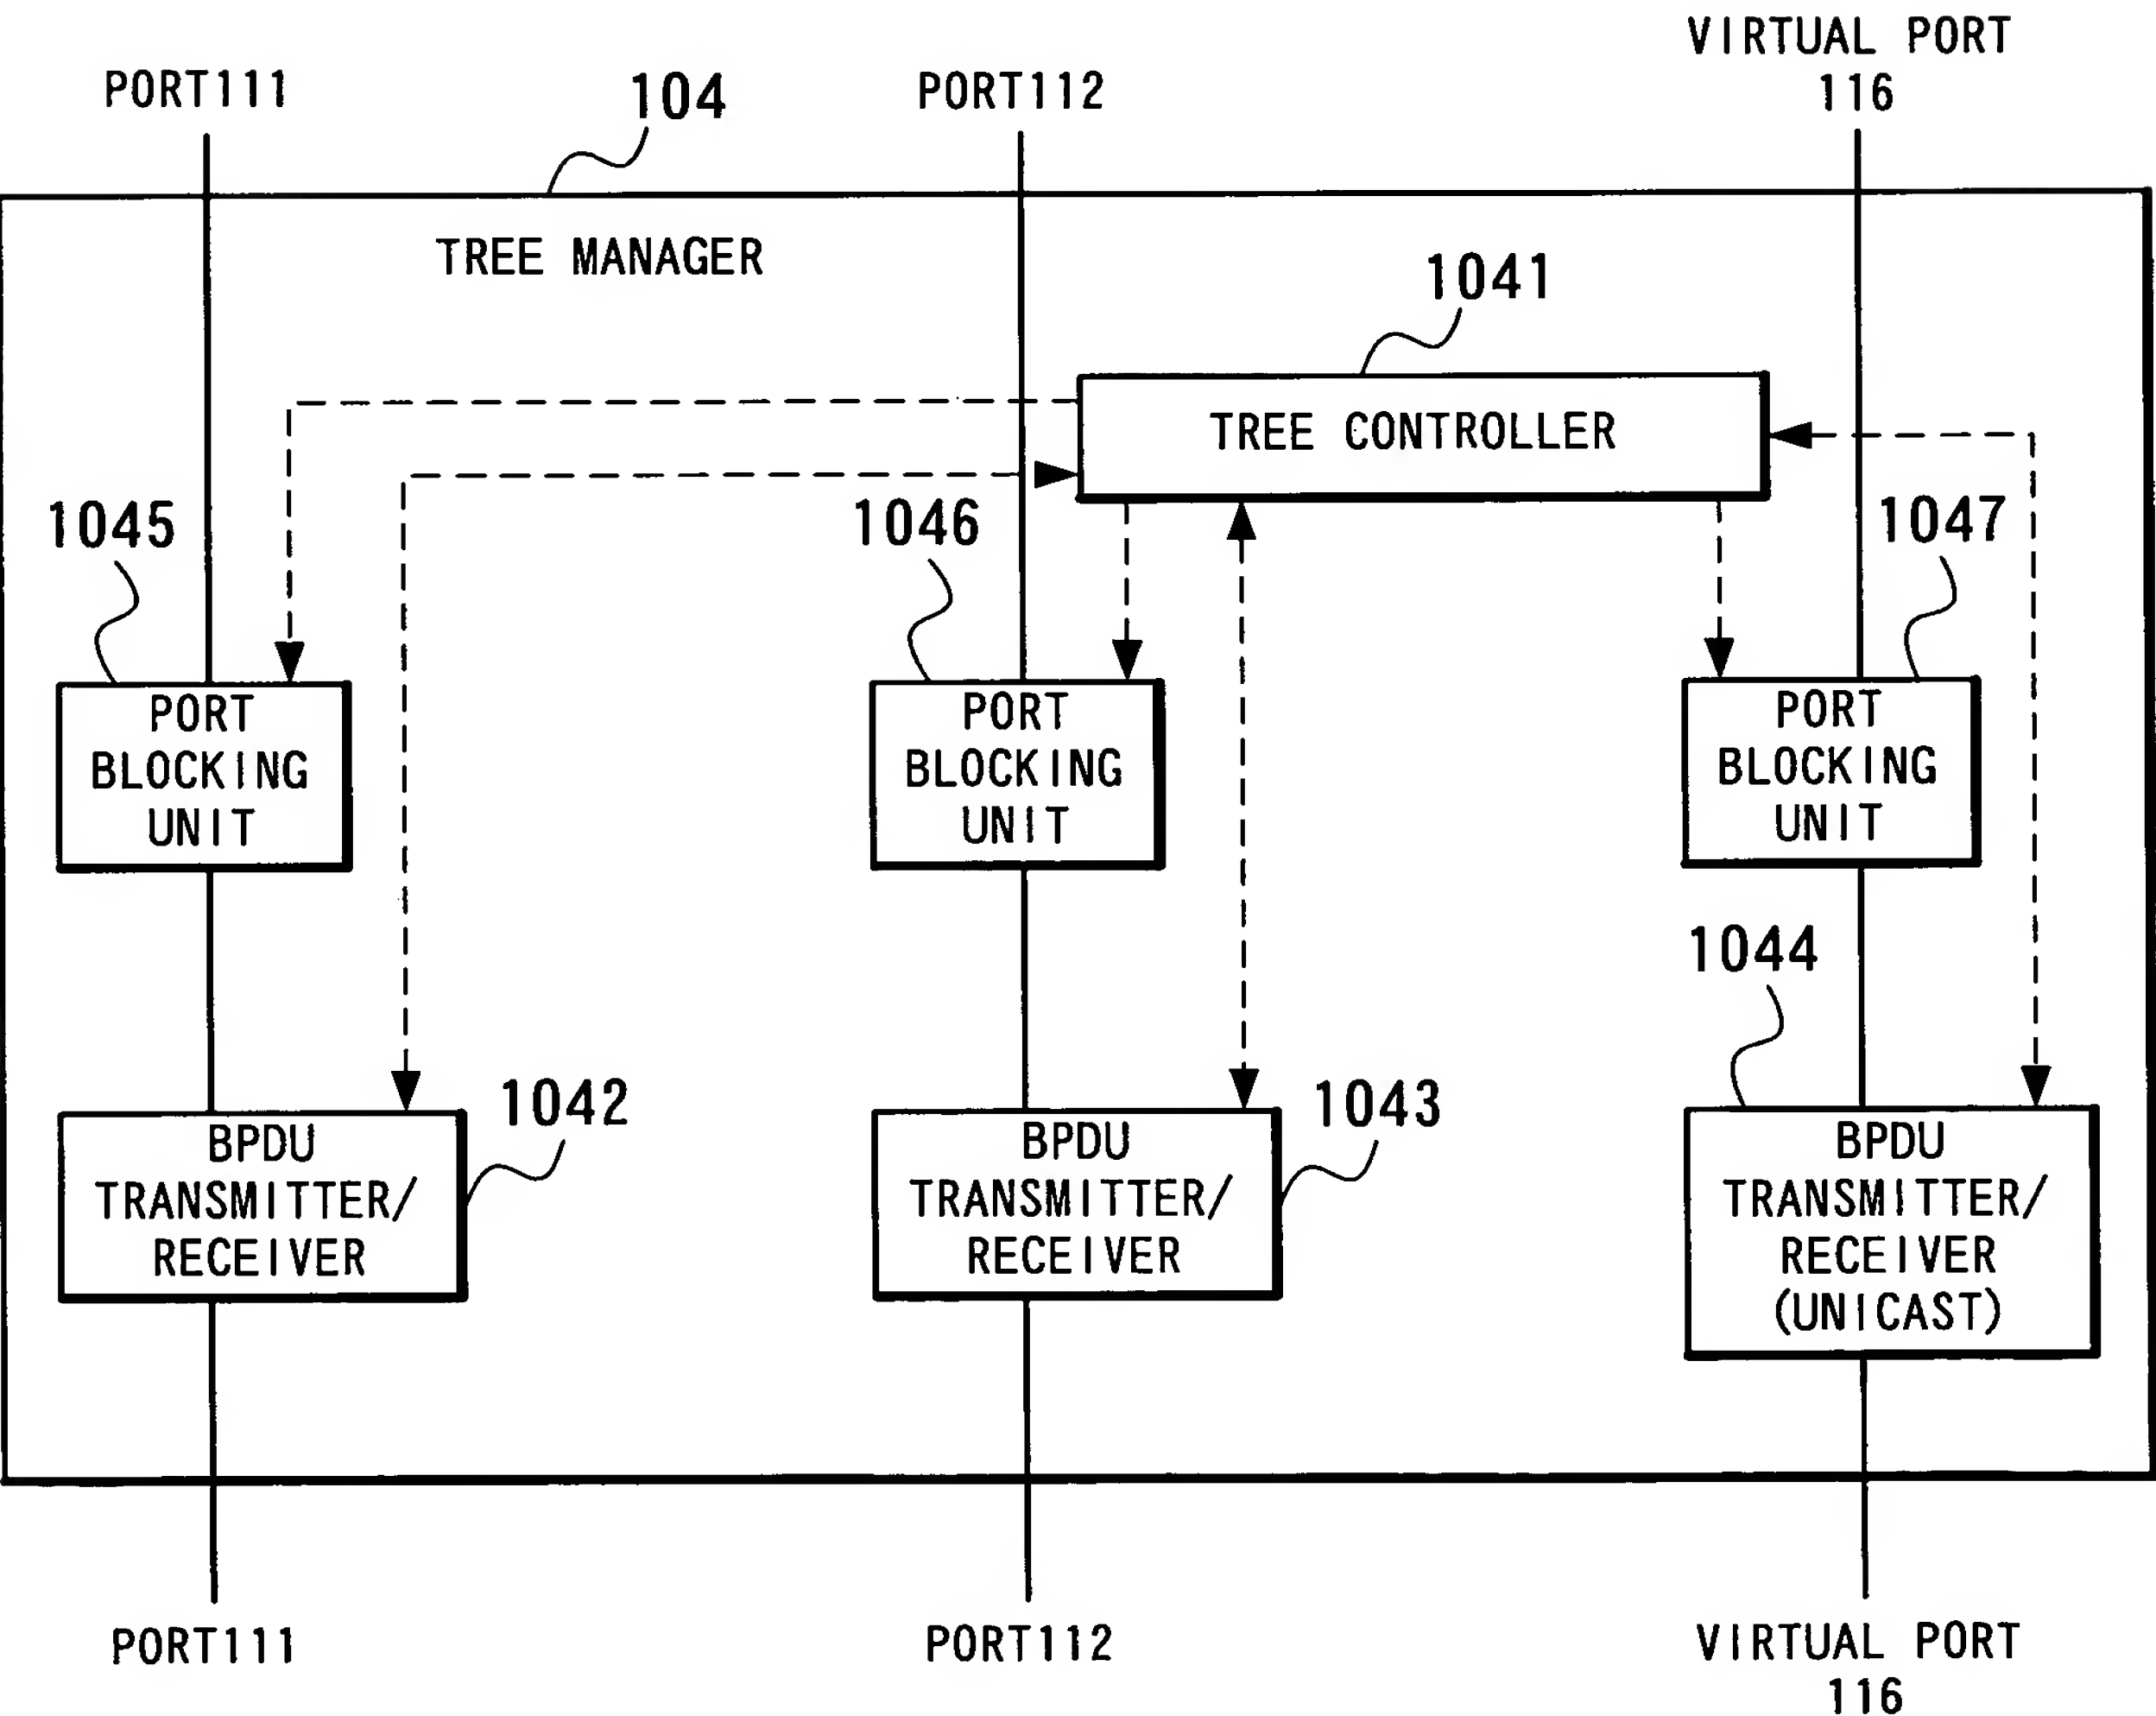 VIRTUAL PORT
116
PORT111
104
PORT112
TREE MANAGER
1041
TREE CONTROLLER
1045
1046
1047
PORT
BLOCKING
UNIT
PORT
BLOCKING
UNIT
PORT
BLOCKING
UNIT
1044
1042
1043
BPDU
TRANSMITTER/
RECEIVER
BPDU
TRANSMITTER/
RECEIVER
BPDU
TRANSMITTER/
RECEIVER
(UNICAST)
PORT111
PORT112
VIRTUAL PORT
116